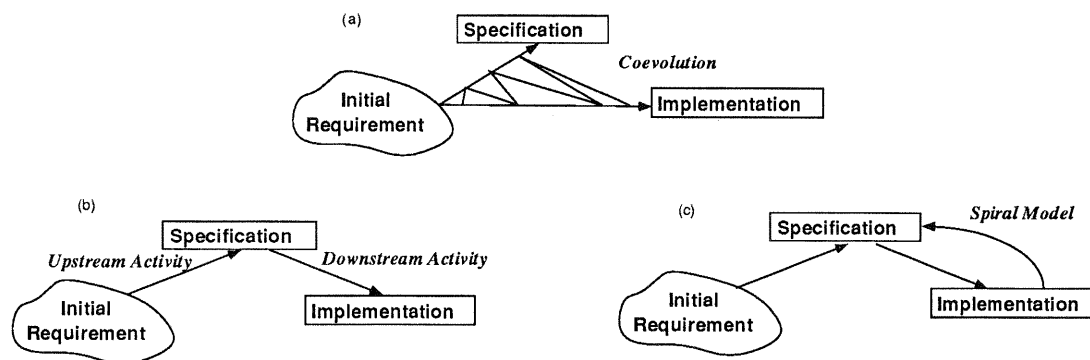 (a)
Specification
Coevolution
Initial
Requirement
Implementation
(b)
Specification
Upstream Activity
Downstream Activity
Initial
Requirement
Implementation
(c)
Spiral Model
Specification
Initial
Requirement
Implementation